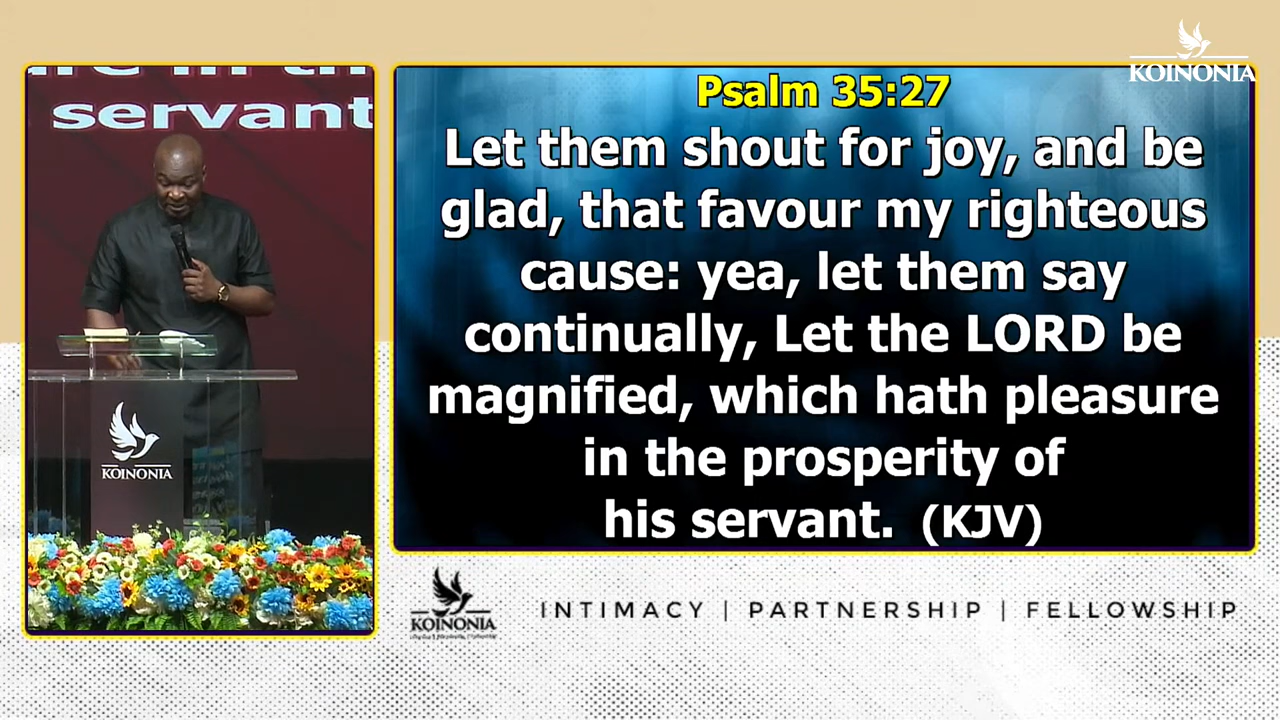 KOINONIA
servant
Psalm 35:27
Let them shout for joy, and be
glad, that favour my righteous
cause: yea, let them say
continually, Let the LORD be
magnified, which hath pleasure
in the prosperity of
his servant. (KJV)
KOINONIA
KOINONIA
INTIMACY | PARTNERSHIP | FELLOWSHIP